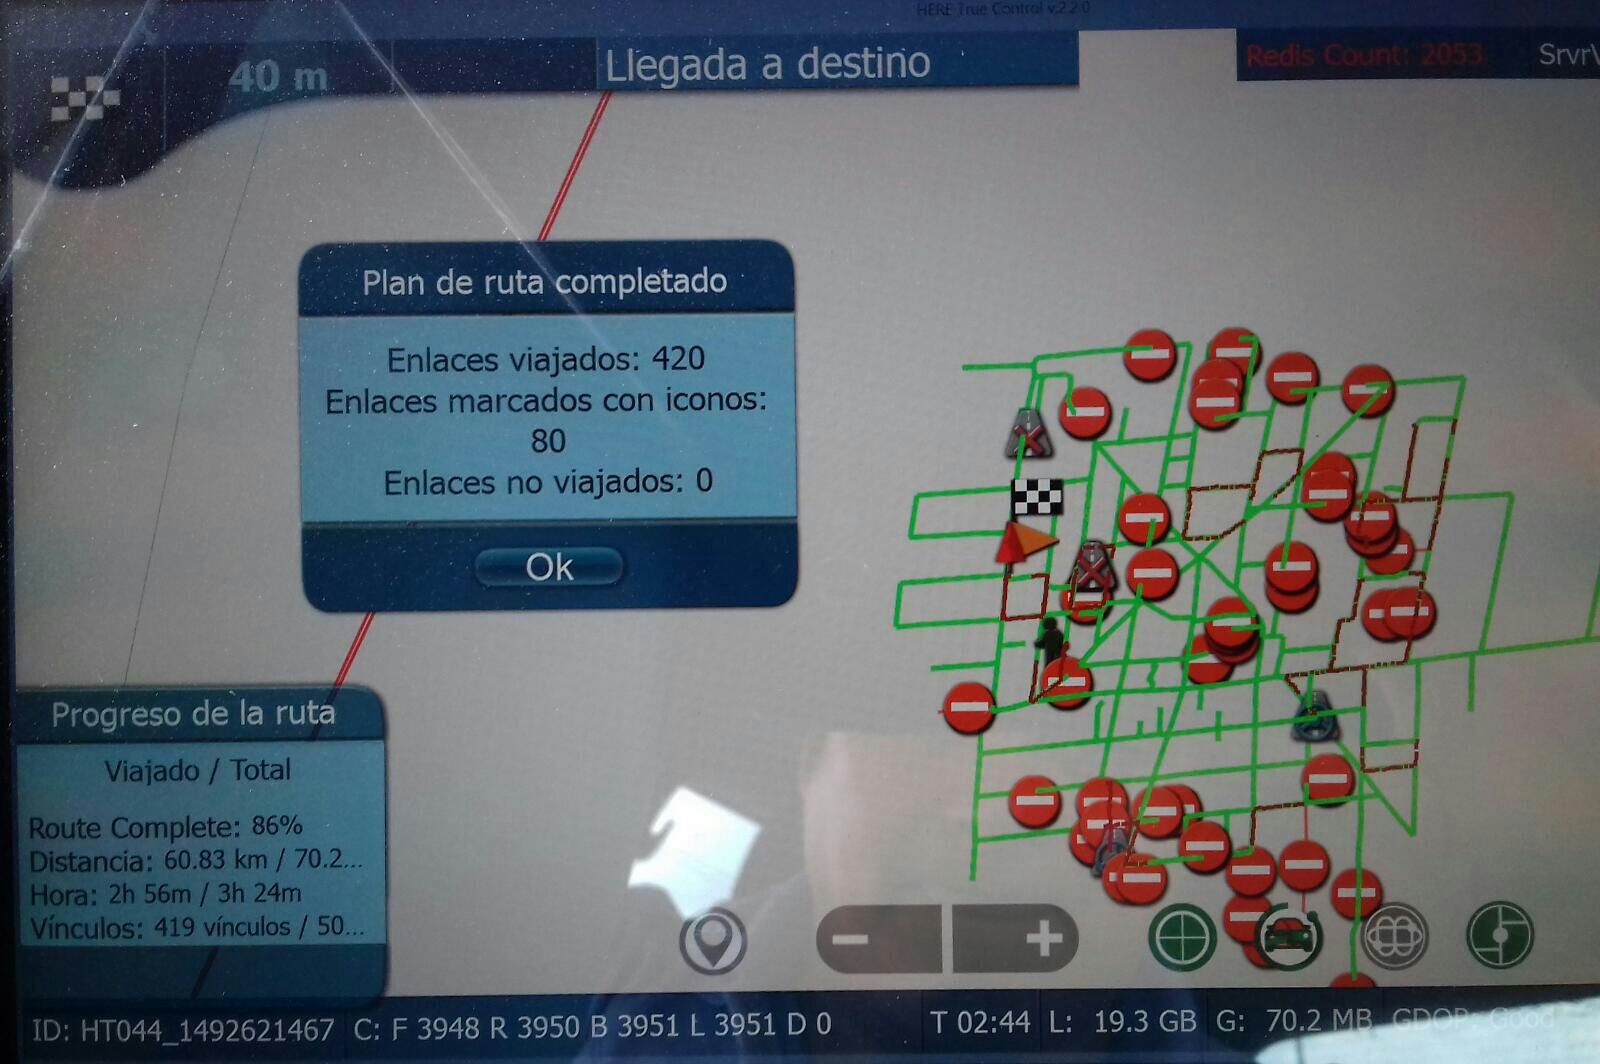 HERE True Control v.2.2.0
40 m
Llegada a destino
Redis Count: 2053
Plan de ruta completado
Enlaces viajados: 420
Enlaces marcados con iconos:
80
Enlaces no viajados: 0
Ok
Progreso de la ruta
Viajado / Total
Route Complete: 86%
Distancia: 60.83 km / 70.2...
Hora: 2h 56m / 3h 24m
Vínculos: 419 vínculos / 50...
ID: HT044_1492621467 C: F 3948 R 3950 B 3951 L 3951 D 0 T 02:44 L: 19.3 GB G: 70.2 MB GDOP: Good